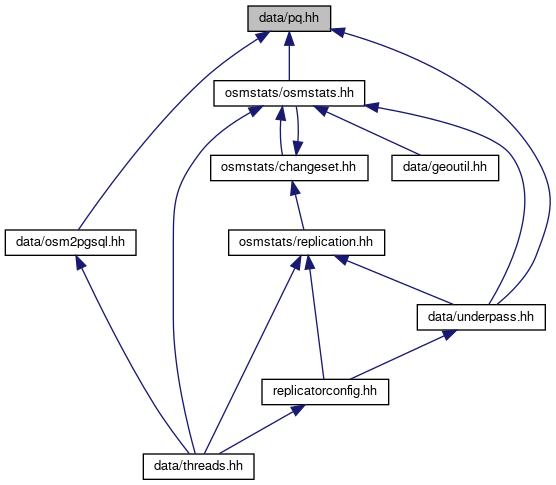 data/pq.hh
osmstats/osmstats.hh
osmstats/changeset.hh
data/geoutil.hh
data/osm2pgsql.hh
osmstats/replication.hh
data/underpass.hh
replicatorconfig.hh
data/threads.hh